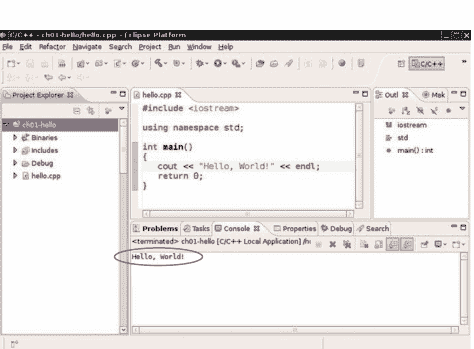 C/C++ - ch01-hello/hello.cpp - Eclipse Platform
File Edit Refactor Navigate Search Project Run Window Help
C/C++
Project Explorer
ch01-hello
Binaries
Includes
Debug
hello.cpp
hello.cpp
#include <iostream>
using namespace std;
int main()
{
cout << "Hello, World!" << endl;
return 0;
}
Outl
Mak
iostream
std
main() : int
Problems Tasks Console Properties Debug Search
<terminated> ch01-hello [C/C++ Local Application]
Hello, World!